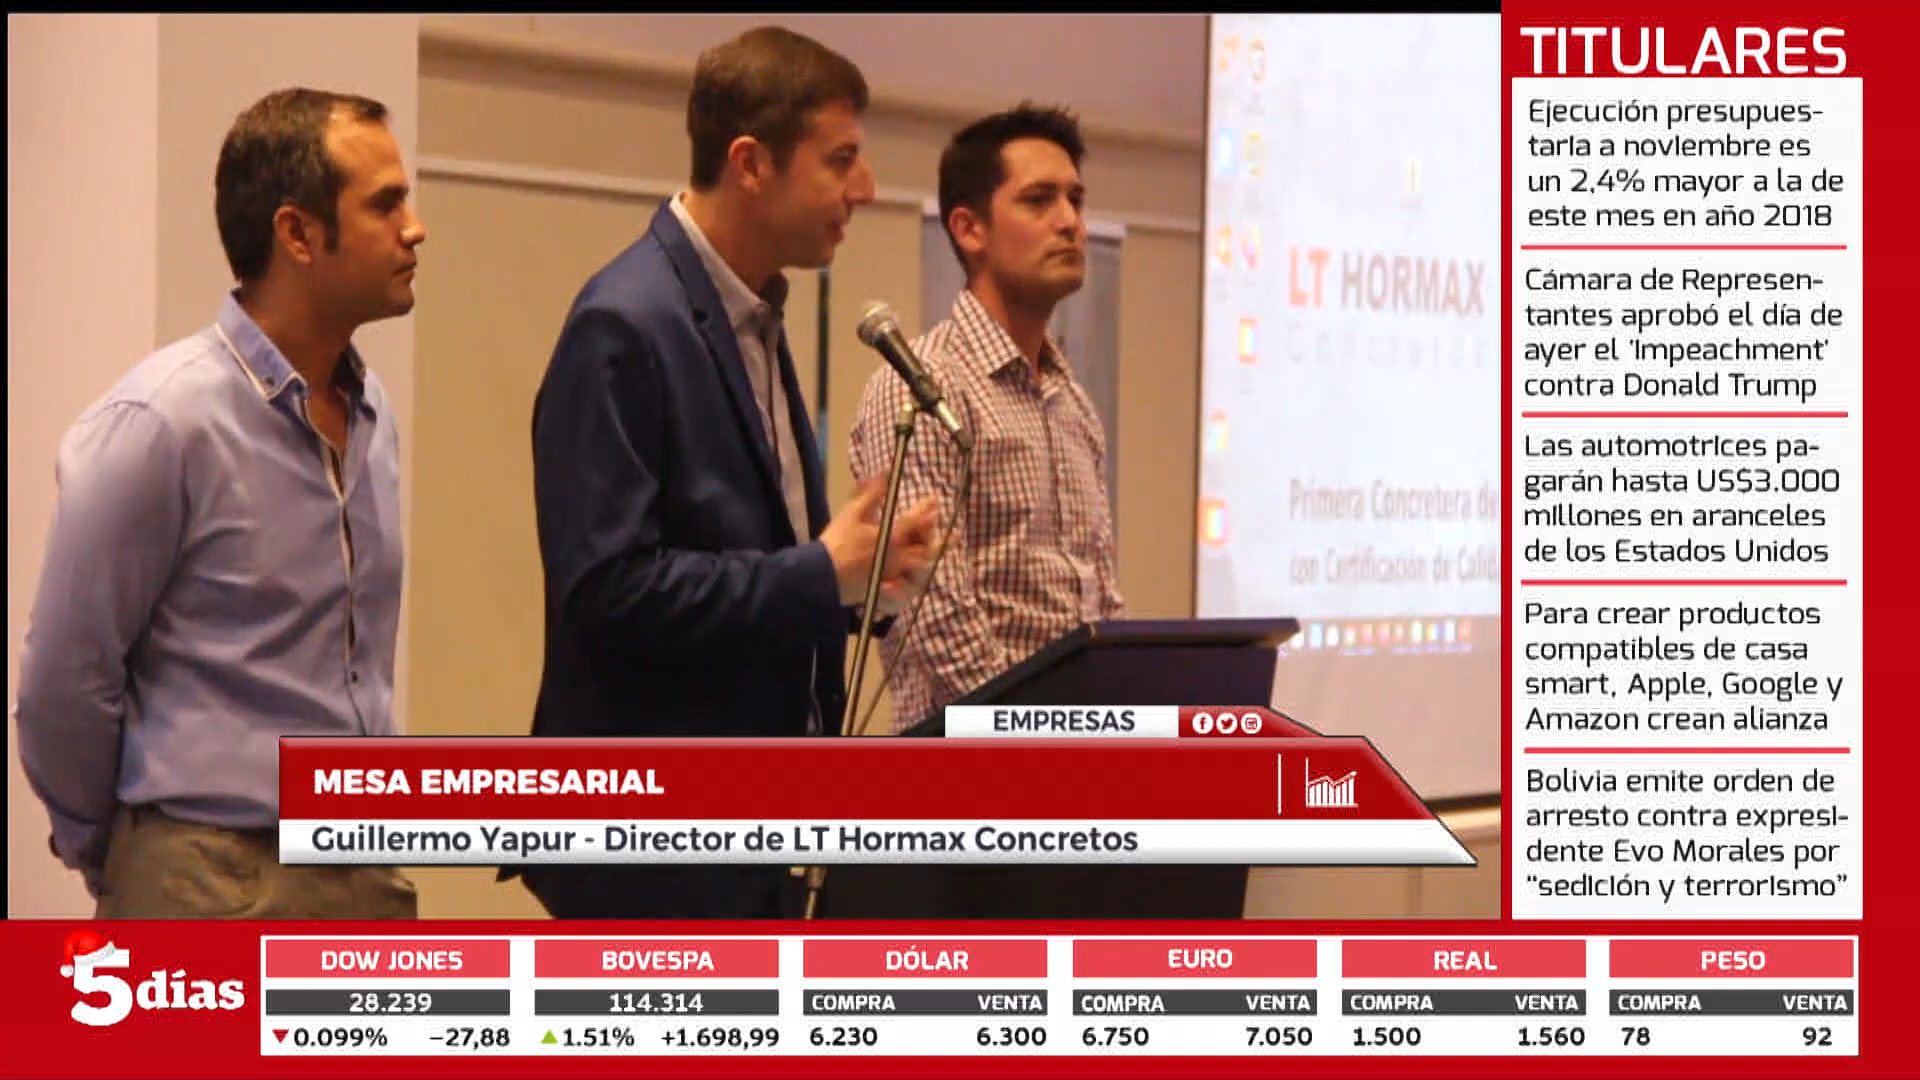 TITULARES
Ejecución presupues-
taria a noviembre es
un 2,4% mayor a la de
este mes en año 2018
Cámara de Represen-
tantes aprobó el día de
ayer el 'Impeachment'
contra Donald Trump
Las automotrices pa-
garán hasta US$3.000
millones en aranceles
de los Estados Unidos
Para crear productos
compatibles de casa
smart, Apple, Google y
Amazon crean alianza
Bolivia emite orden de
arresto contra expresi-
dente Evo Morales por
“sedición y terrorismo”
LT HORMAX
Concretos
Primera Concretera de
con Certificación de Calid
EMPRESAS
MESA EMPRESARIAL
Guillermo Yapur - Director de LT Hormax Concretos
5días
DOW JONES
28.239
0.099% −27,88
BOVESPA
114.314
1.51% +1.698,99
DÓLAR
COMPRA VENTA
6.230 6.300
EURO
COMPRA VENTA
6.750 7.050
REAL
COMPRA VENTA
1.500 1.560
PESO
COMPRA VENTA
78 92